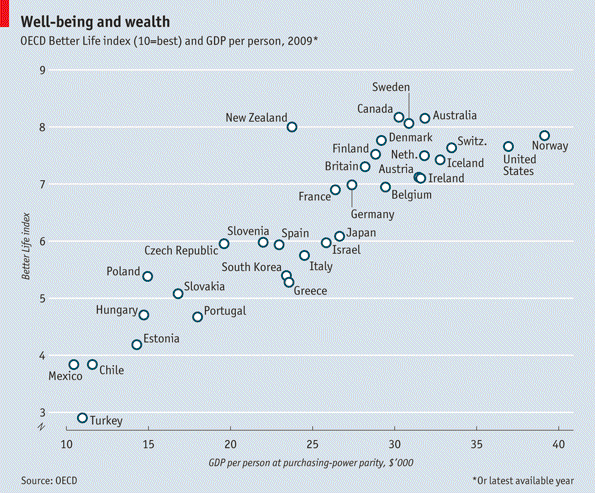 Well-being and wealth
OECD Better Life index (10=best) and GDP per person, 2009*
9
8
7
6
5
4
3
Better Life index
Sweden
Canada
Australia
New Zealand
Denmark
Switz.
Norway
Finland
Neth.
Iceland
United
States
Britain
Austria
Ireland
France
Belgium
Germany
Slovenia
Spain
Japan
Czech Republic
Israel
Poland
South Korea
Italy
Slovakia
Greece
Hungary
Portugal
Estonia
Mexico
Chile
Turkey
10 15 20 25 30 35 40
GDP per person at purchasing-power parity, $'000
Source: OECD
*Or latest available year